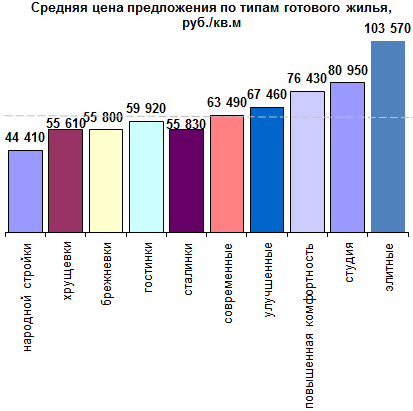 Средняя цена предложения по типам готового жилья,
руб./кв.м
44 410
55 610
55 800
59 920
55 830
63 490
67 460
76 430
80 950
103 570
народной стройки
хрущевки
брежневки
гостинки
сталинки
современные
улучшенные
повышенная комфортность
студия
элитные